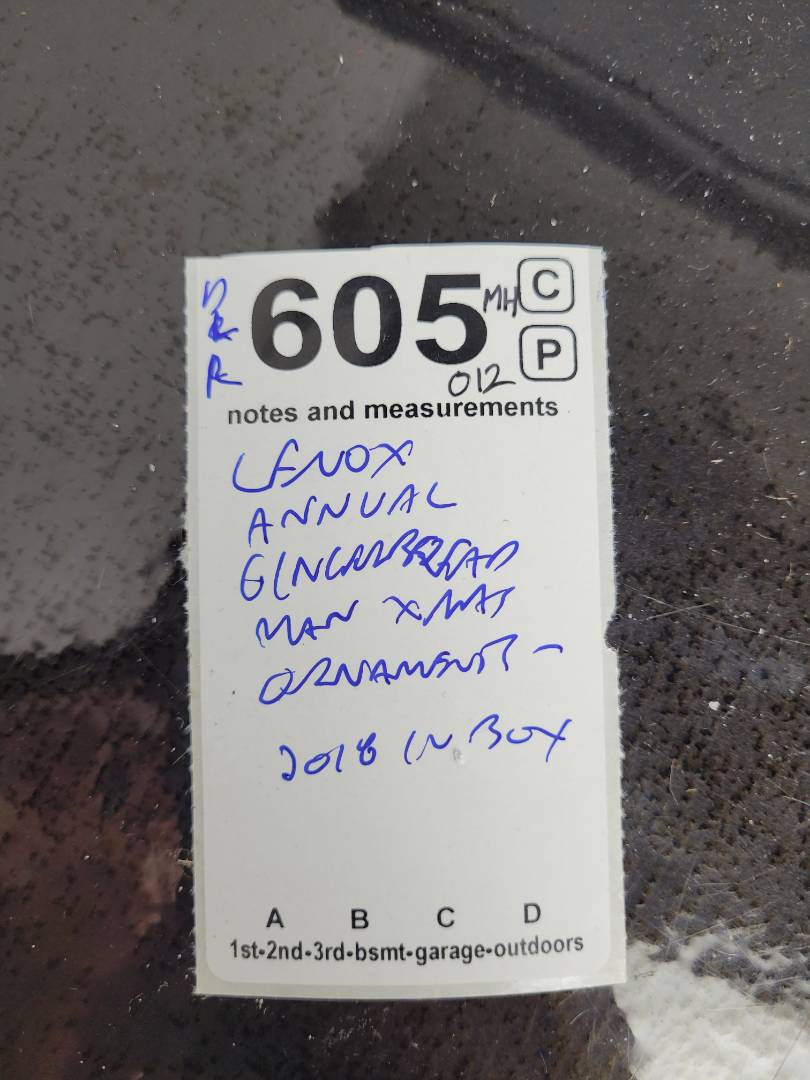 605 MH C
P
012
notes and measurements
LENOX
ANNUAL
GINGERBREAD
MAN XMAS
ORNAMENT -
2018 IN BOX
A B C D
1st-2nd-3rd-bsmt-garage-outdoors